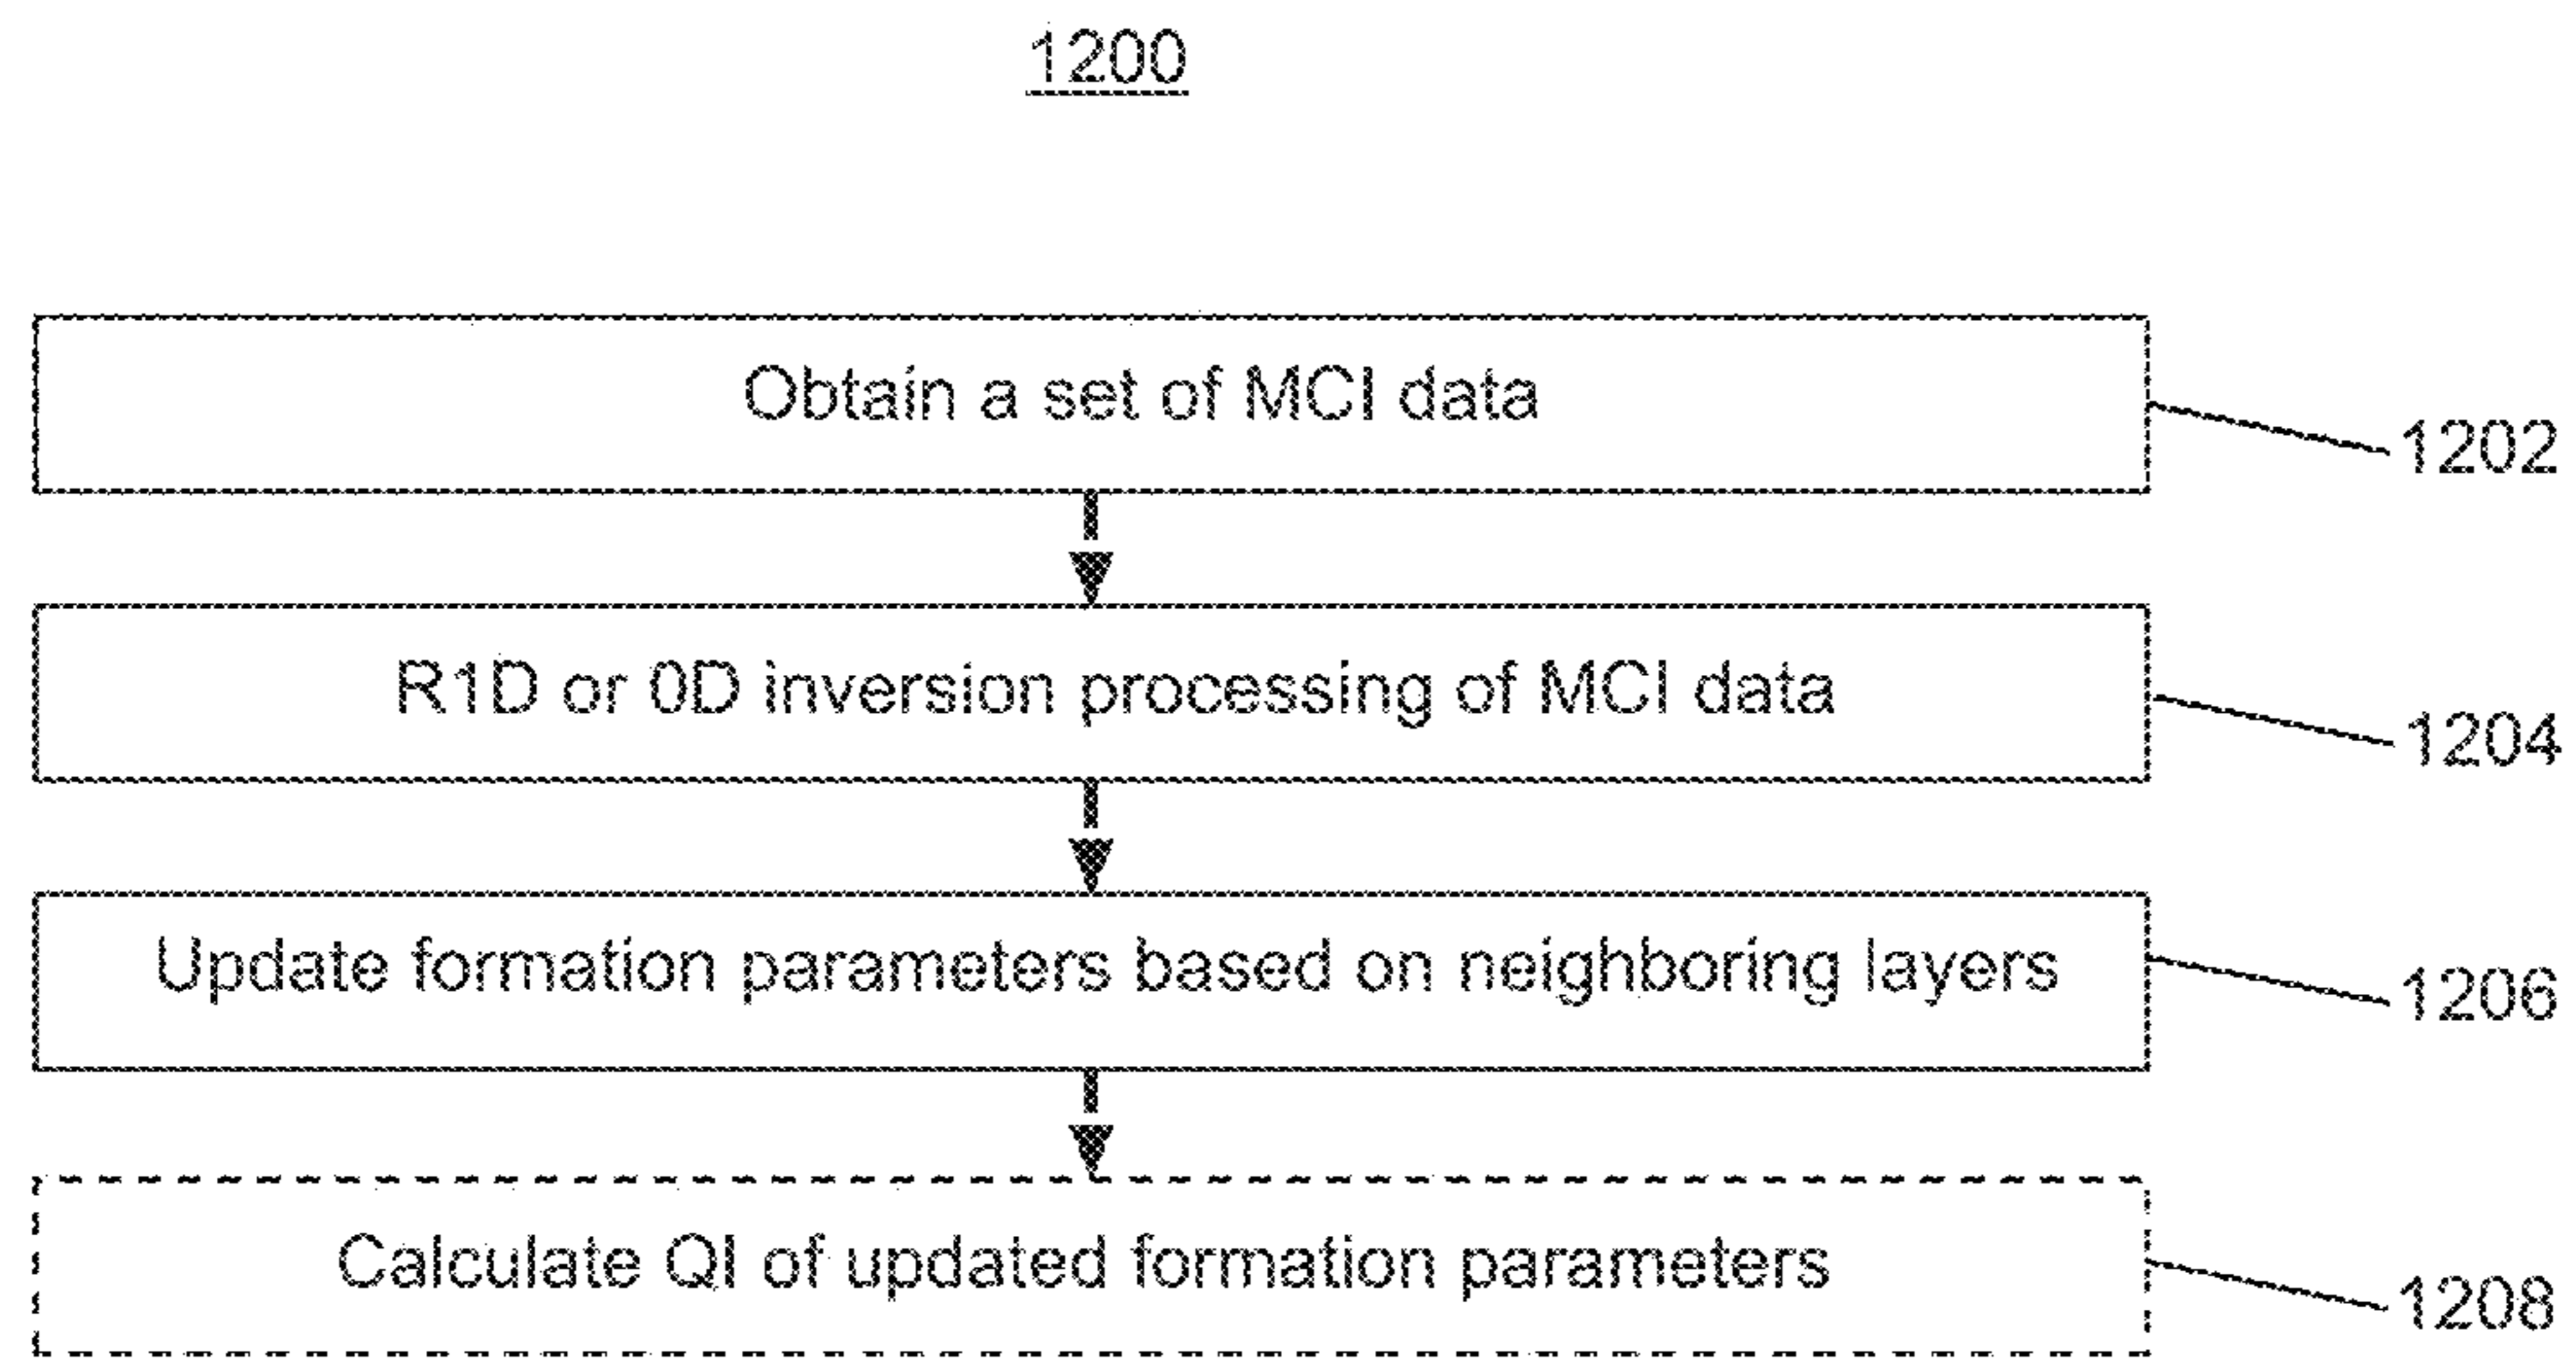 1200
Obtain a set of MCI data
1202
R1D or 0D inversion processing of MCI data
1204
Update formation parameters based on neighboring layers
1206
Calculate QI of updated formation parameters
1208